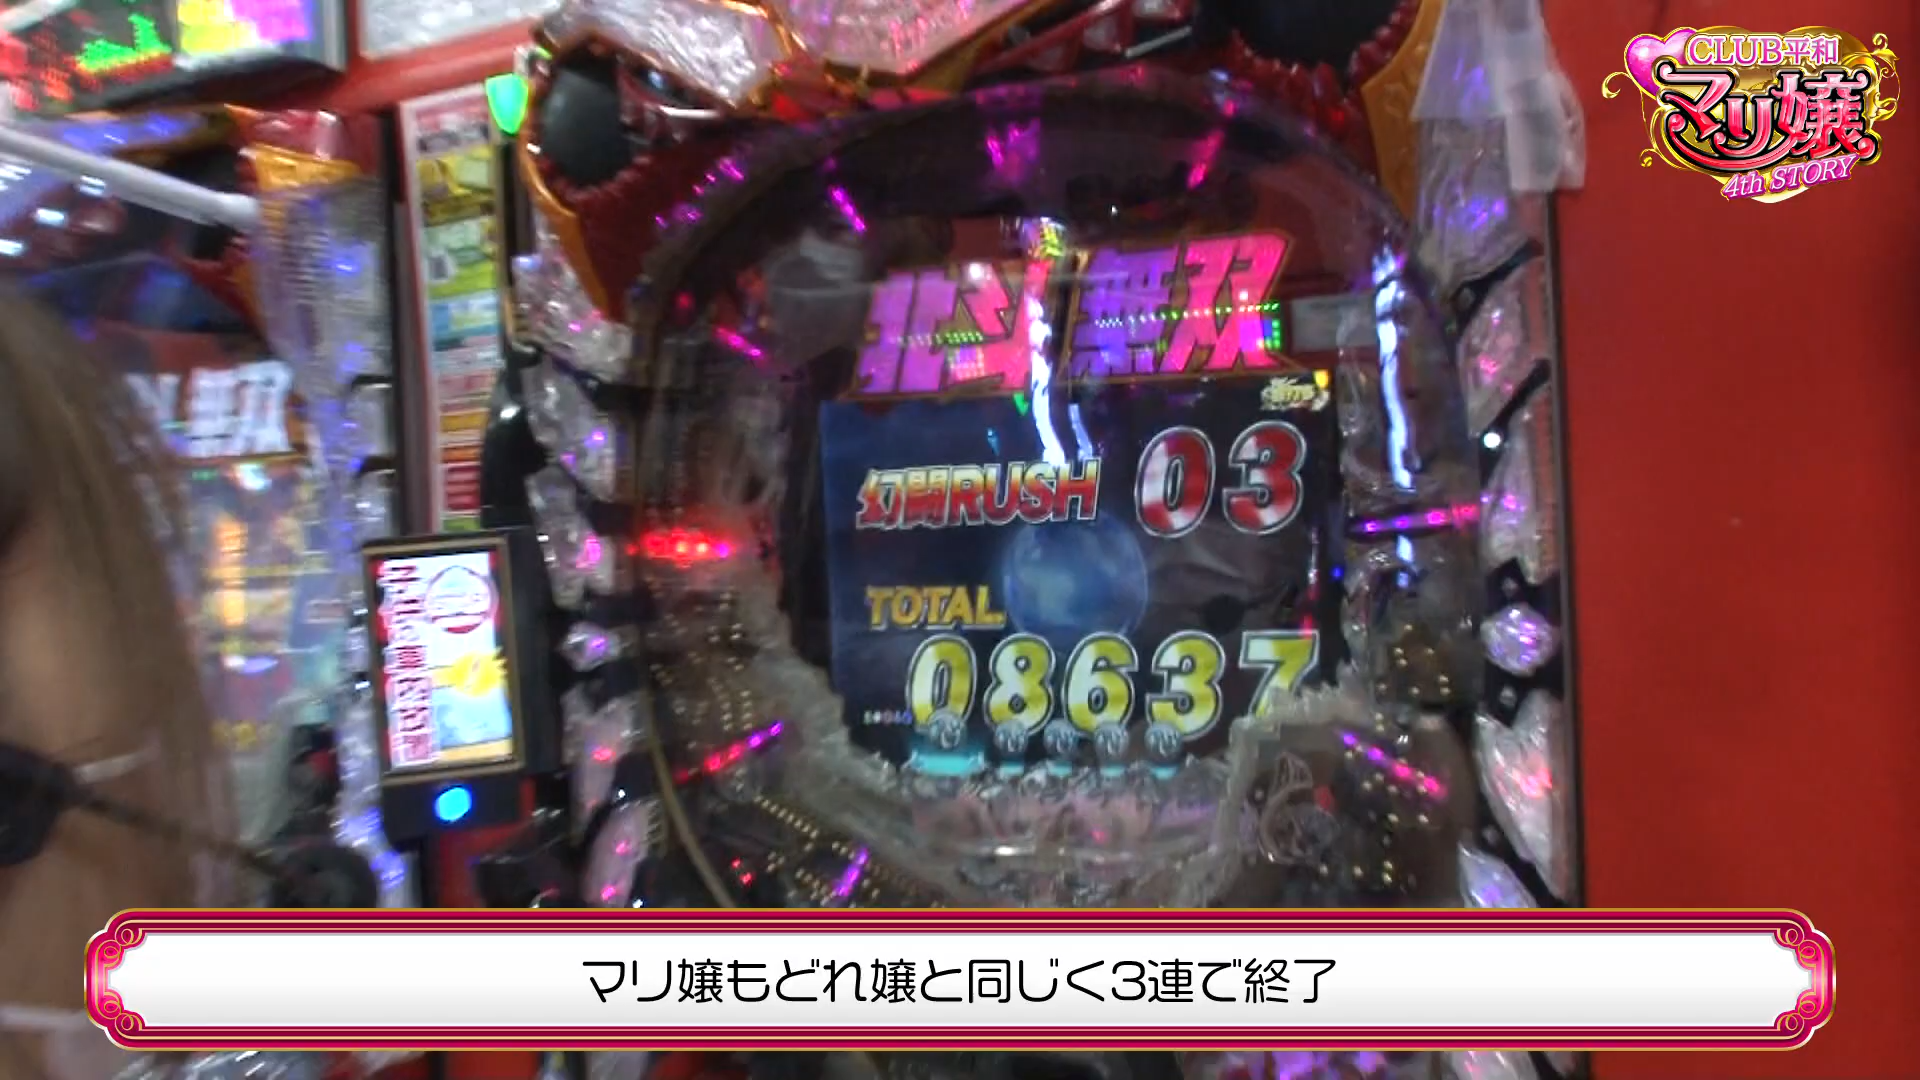 CLUB平和
マリ嬢
4th STORY
北斗無双
無双
幻闘RUSH 03
TOTAL
08637
マリ嬢もどれ嬢と同じく3連で終了